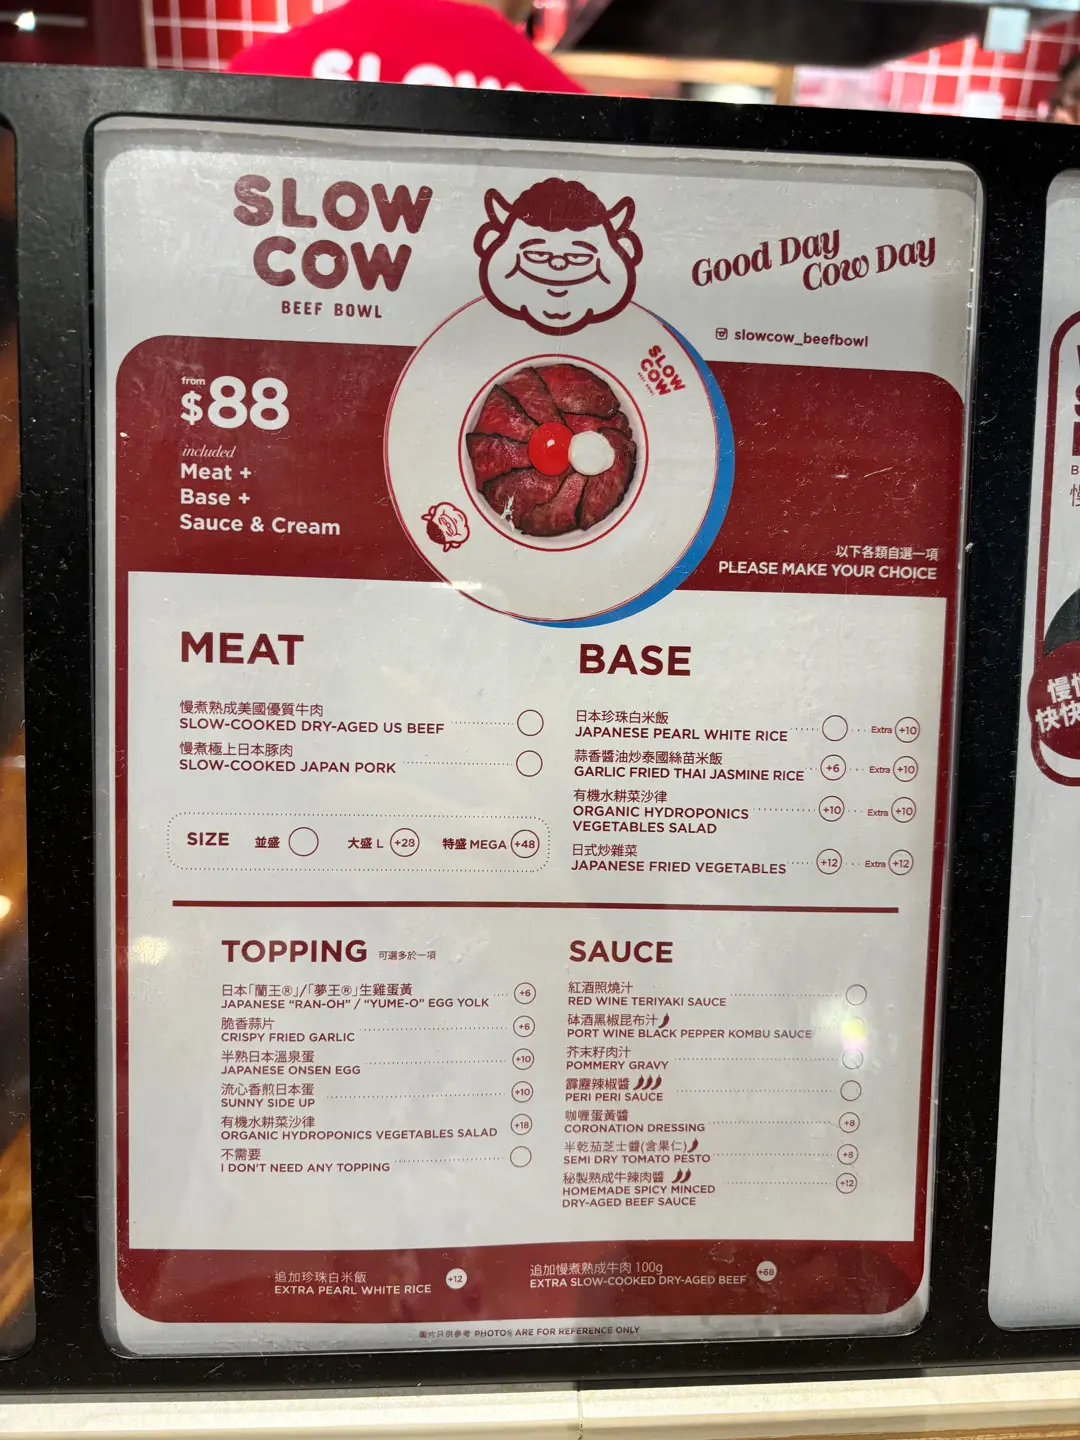 SLOW
SLOW
COW
BEEF BOWL
Good Day
Cow Day
slowcow_beefbowl
SLOW
COW
BEEF BOWL
from
$88
included
Meat +
Base +
Sauce & Cream
以下各類自選一項
PLEASE MAKE YOUR CHOICE
MEAT
慢煮熟成美國優質牛肉
SLOW-COOKED DRY-AGED US BEEF
慢煮極上日本豚肉
SLOW-COOKED JAPAN PORK
SIZE 並盛 大盛 L +28 特盛 MEGA +48
BASE
日本珍珠白米飯
JAPANESE PEARL WHITE RICE Extra +10
蒜香醬油炒泰國絲苗米飯
GARLIC FRIED THAI JASMINE RICE +6 Extra +10
有機水耕菜沙律
ORGANIC HYDROPONICS +10 Extra +10
VEGETABLES SALAD
日式炒雜菜
JAPANESE FRIED VEGETABLES +12 Extra +12
TOPPING 可選多於一項
日本「蘭王®」/「夢王®」生雞蛋黃
JAPANESE “RAN-OH” / “YUME-O” EGG YOLK +6
脆香蒜片
CRISPY FRIED GARLIC +6
半熟日本溫泉蛋
JAPANESE ONSEN EGG +10
流心香煎日本蛋
SUNNY SIDE UP +10
有機水耕菜沙律
ORGANIC HYDROPONICS VEGETABLES SALAD +18
不需要
I DON'T NEED ANY TOPPING
SAUCE
紅酒照燒汁
RED WINE TERIYAKI SAUCE
砵酒黑椒昆布汁
PORT WINE BLACK PEPPER KOMBU SAUCE
芥末籽肉汁
POMMERY GRAVY
霹靂辣椒醬
PERI PERI SAUCE
咖喱蛋黃醬
CORONATION DRESSING +8
半乾茄芝士醬(含果仁)
SEMI DRY TOMATO PESTO +8
秘製熟成牛辣肉醬
HOMEMADE SPICY MINCED +12
DRY-AGED BEEF SAUCE
追加珍珠白米飯
EXTRA PEARL WHITE RICE +12
追加慢煮熟成牛肉 100g
EXTRA SLOW-COOKED DRY-AGED BEEF +68
圖片只供參考 PHOTOS ARE FOR REFERENCE ONLY